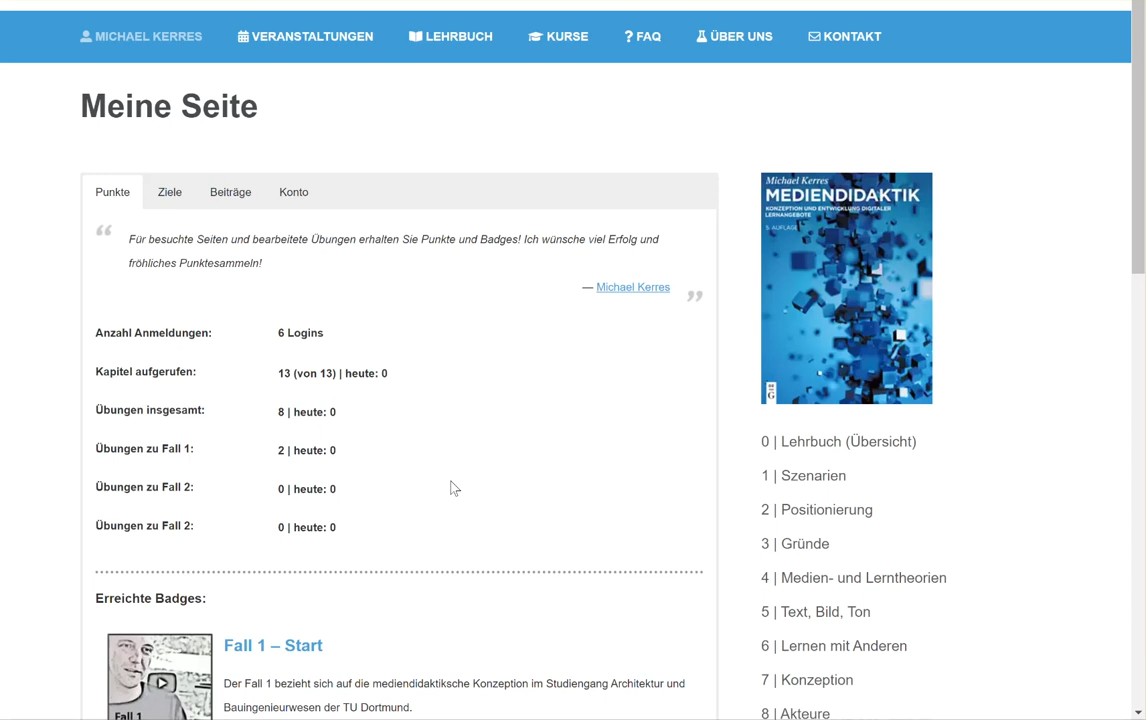 MICHAEL KERRES VERANSTALTUNGEN LEHRBUCH KURSE FAQ ÜBER UNS KONTAKT
Meine Seite
Punkte Ziele Beiträge Konto
“ Für besuchte Seiten und bearbeitete Übungen erhalten Sie Punkte und Badges! Ich wünsche viel Erfolg und
fröhliches Punktesammeln!
— Michael Kerres ”
Anzahl Anmeldungen: 6 Logins
Kapitel aufgerufen: 13 (von 13) | heute: 0
Übungen insgesamt: 8 | heute: 0
Übungen zu Fall 1: 2 | heute: 0
Übungen zu Fall 2: 0 | heute: 0
Übungen zu Fall 2: 0 | heute: 0
Erreichte Badges:
Fall 1 – Start
Der Fall 1 bezieht sich auf die mediendidaktiksche Konzeption im Studiengang Architektur und
Bauingenieurwesen der TU Dortmund.
Fall 1
Michael Kerres
MEDIENDIDAKTIK
KONZEPTION UND ENTWICKLUNG DIGITALER
LERNANGEBOTE
5. AUFLAGE
DE
G
0 | Lehrbuch (Übersicht)
1 | Szenarien
2 | Positionierung
3 | Gründe
4 | Medien- und Lerntheorien
5 | Text, Bild, Ton
6 | Lernen mit Anderen
7 | Konzeption
8 | Akteure